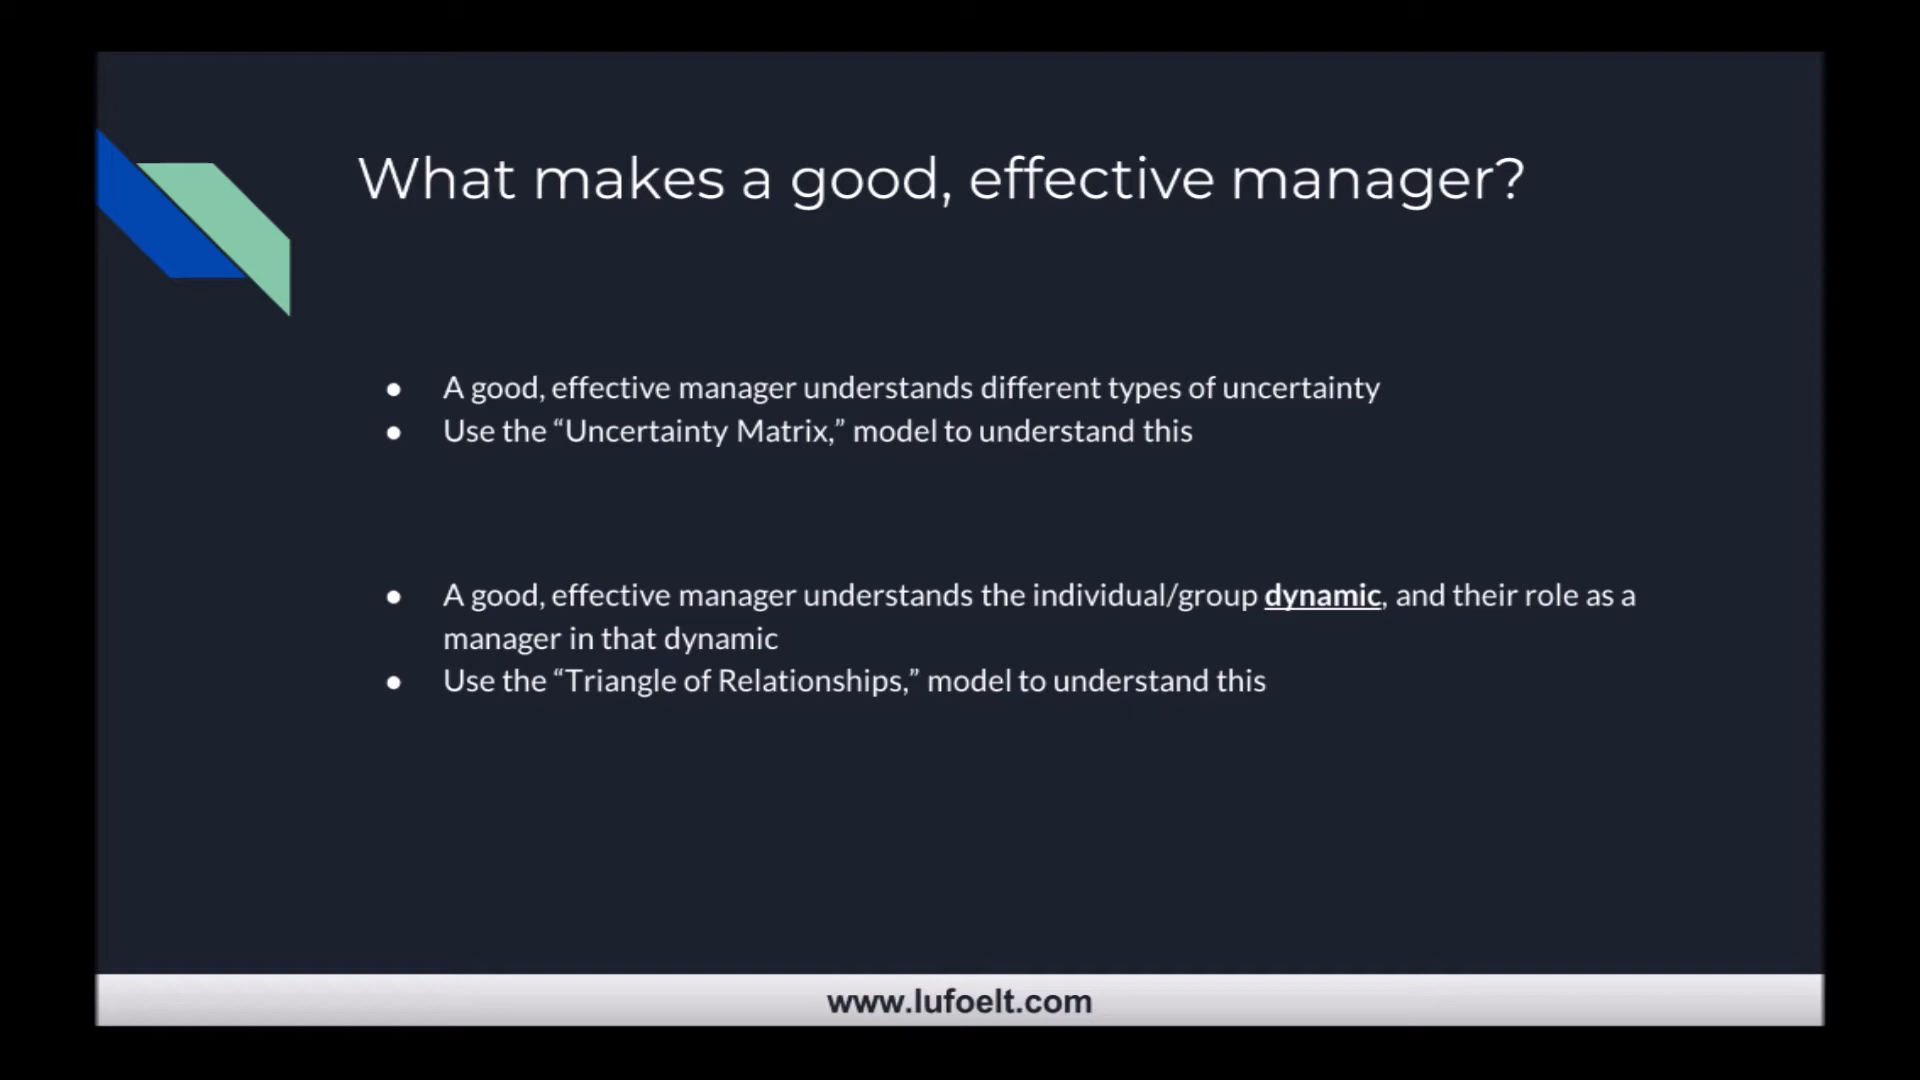 What makes a good, effective manager?
● A good, effective manager understands different types of uncertainty
● Use the “Uncertainty Matrix,” model to understand this
● A good, effective manager understands the individual/group dynamic, and their role as a
manager in that dynamic
● Use the “Triangle of Relationships,” model to understand this
www.lufoelt.com